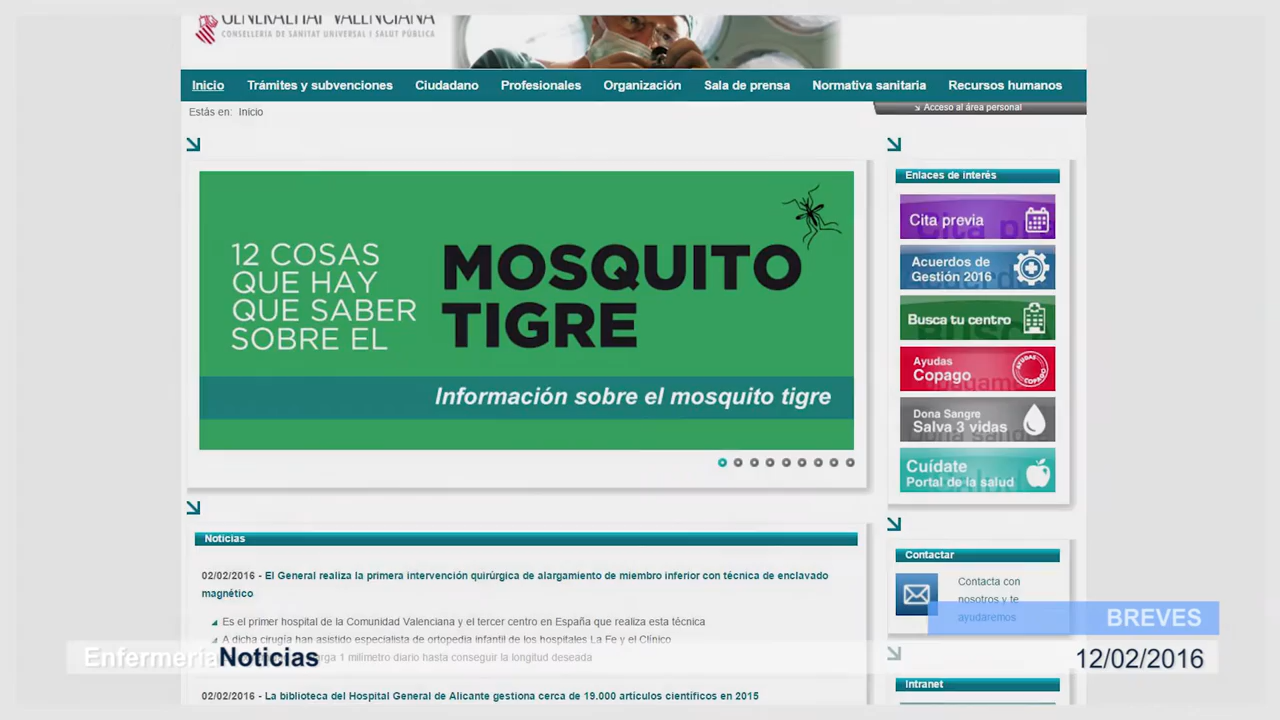 GENERALITAT VALENCIANA
CONSELLERIA DE SANITAT UNIVERSAL I SALUT PÚBLICA
Inicio Trámites y subvenciones Ciudadano Profesionales Organización Sala de prensa Normativa sanitaria Recursos humanos
Estás en: Inicio
Acceso al área personal
12 COSAS
QUE HAY
QUE SABER
SOBRE EL
MOSQUITO
TIGRE
Información sobre el mosquito tigre
Enlaces de interés
Cita previa
Acuerdos de
Gestión 2016
Busca tu centro
Ayudas
Copago
AYUDAS COPAGO
Dona Sangre
Salva 3 vidas
Cuídate
Portal de la salud
Noticias
02/02/2016 - El General realiza la primera intervención quirúrgica de alargamiento de miembro inferior con técnica de enclavado
magnético
Es el primer hospital de la Comunidad Valenciana y el tercer centro en España que realiza esta técnica
A dicha cirugía han asistido especialista de ortopedia infantil de los hospitales La Fe y el Clínico
arga 1 milímetro diario hasta conseguir la longitud deseada
02/02/2016 - La biblioteca del Hospital General de Alicante gestiona cerca de 19.000 artículos científicos en 2015
Contactar
Contacta con
nosotros y te
ayudaremos
Intranet
BREVES
Enfermería Noticias
12/02/2016